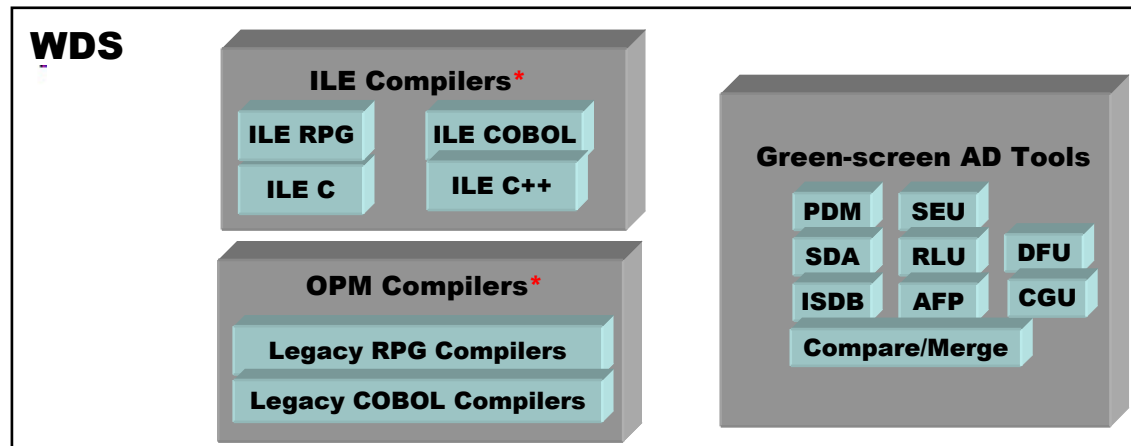 WDS
ILE Compilers*
ILE RPG
ILE COBOL
ILE C
ILE C++
OPM Compilers*
Legacy RPG Compilers
Legacy COBOL Compilers
Green-screen AD Tools
PDM
SEU
SDA
RLU
DFU
ISDB
AFP
CGU
Compare/Merge